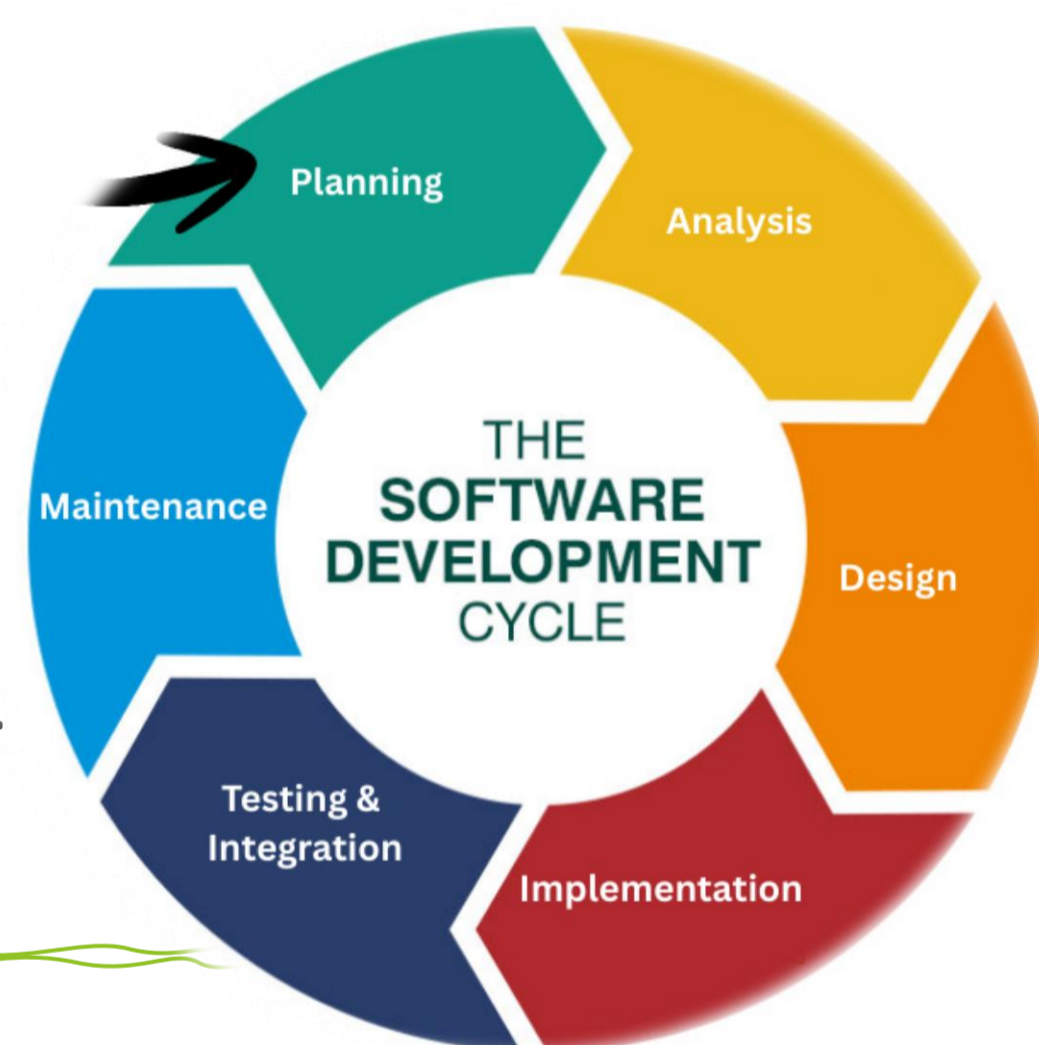 Planning
Analysis
THE
SOFTWARE
DEVELOPMENT
CYCLE
Maintenance
Design
Testing &
Integration
Implementation